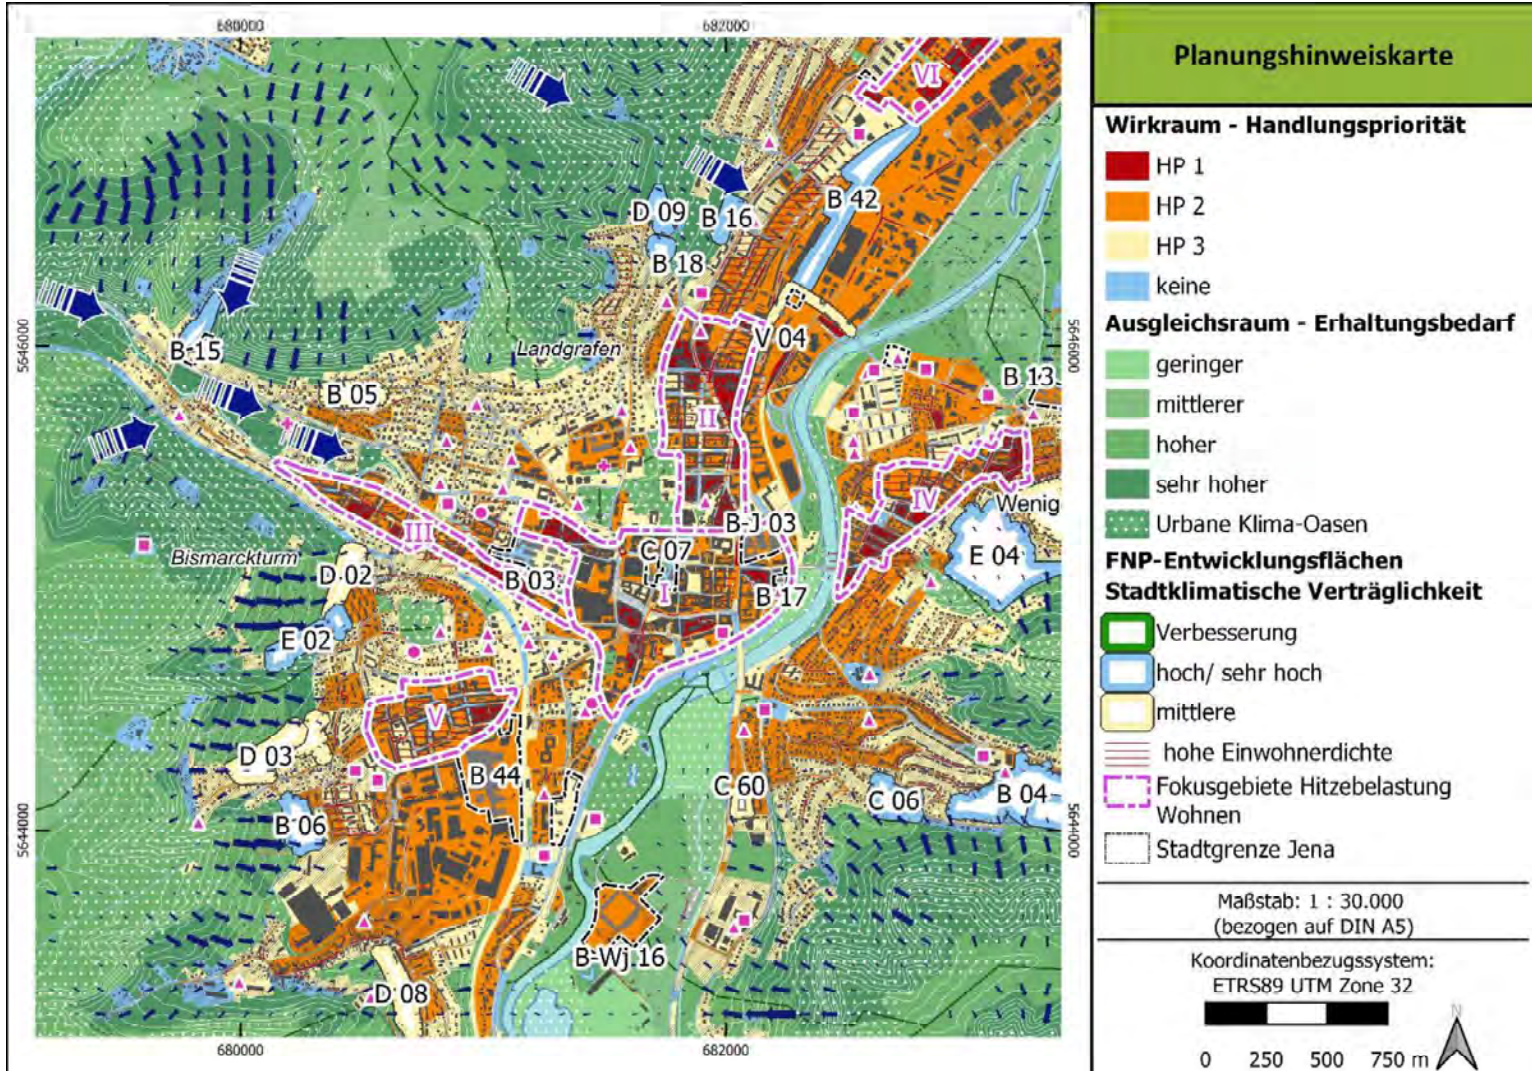 680000
682000
VI
D 09
B 16
B 42
B 18
B 15
5646000
5646000
Landgrafen
V 04
B 05
B 13
II
IV
III
Wenig
B-J 03
Bismarckturm
C 07
E 04
D 02
B 03
I
B 17
E 02
V
D 03
B 44
C 60
C 06
B 04
B 06
5644000
5644000
B-Wj 16
D 08
680000
682000
Planungshinweiskarte
Wirkraum - Handlungspriorität
HP 1
HP 2
HP 3
keine
Ausgleichsraum - Erhaltungsbedarf
geringer
mittlerer
hoher
sehr hoher
Urbane Klima-Oasen
FNP-Entwicklungsflächen
Stadtklimatische Verträglichkeit
Verbesserung
hoch/ sehr hoch
mittlere
hohe Einwohnerdichte
Fokusgebiete Hitzebelastung
Wohnen
Stadtgrenze Jena
Maßstab: 1 : 30.000
(bezogen auf DIN A5)
Koordinatenbezugssystem:
ETRS89 UTM Zone 32
N
0 250 500 750 m